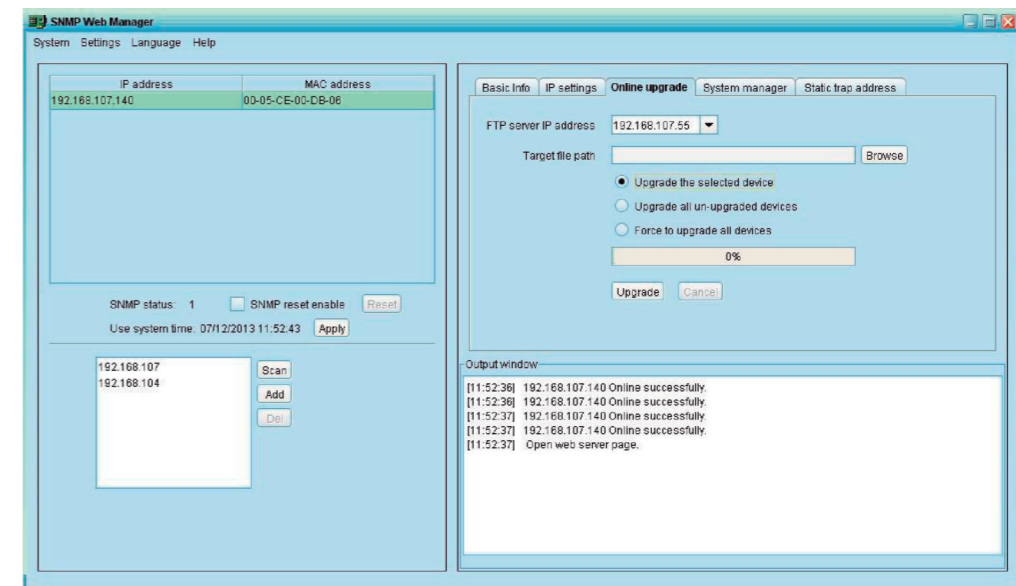 SNMP Web Manager
System Settings Language Help
IP address MAC address
192.168.107.140 00-05-CE-00-DB-06
SNMP status: 1 SNMP reset enable Reset
Use system time: 07/12/2013 11:52:43 Apply
192.168.107
192.168.104
Scan
Add
Del
Basic Info IP settings Online upgrade System manager Static trap address
FTP server IP address 192.168.107.55
Target file path Browse
Upgrade the selected device
Upgrade all un-upgraded devices
Force to upgrade all devices
0%
Upgrade Cancel
Output window
[11:52:36] 192.168.107.140 Online successfully.
[11:52:36] 192.168.107.140 Online successfully.
[11:52:37] 192.168.107.140 Online successfully.
[11:52:37] 192.168.107.140 Online successfully.
[11:52:37] Open web server page.